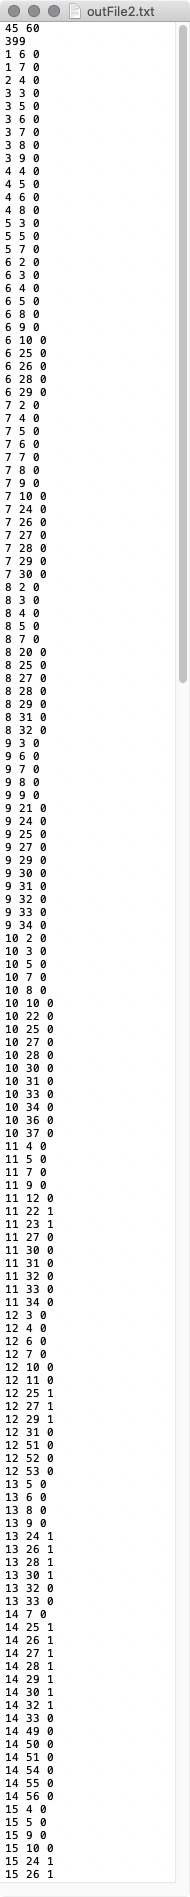 outFile2.txt
45 60
399
1 6 0
1 7 0
2 4 0
3 3 0
3 5 0
3 6 0
3 7 0
3 8 0
3 9 0
4 4 0
4 5 0
4 6 0
4 8 0
5 3 0
5 5 0
5 7 0
6 2 0
6 3 0
6 4 0
6 5 0
6 8 0
6 9 0
6 10 0
6 25 0
6 26 0
6 28 0
6 29 0
7 2 0
7 4 0
7 5 0
7 6 0
7 7 0
7 8 0
7 9 0
7 10 0
7 24 0
7 26 0
7 27 0
7 28 0
7 29 0
7 30 0
8 2 0
8 3 0
8 4 0
8 5 0
8 7 0
8 20 0
8 25 0
8 27 0
8 28 0
8 29 0
8 31 0
8 32 0
9 3 0
9 6 0
9 7 0
9 8 0
9 9 0
9 21 0
9 24 0
9 25 0
9 27 0
9 29 0
9 30 0
9 31 0
9 32 0
9 33 0
9 34 0
10 2 0
10 3 0
10 5 0
10 7 0
10 8 0
10 10 0
10 22 0
10 25 0
10 27 0
10 28 0
10 30 0
10 31 0
10 33 0
10 34 0
10 36 0
10 37 0
11 4 0
11 5 0
11 7 0
11 9 0
11 12 0
11 22 1
11 23 1
11 27 0
11 30 0
11 31 0
11 32 0
11 33 0
11 34 0
12 3 0
12 4 0
12 6 0
12 7 0
12 10 0
12 11 0
12 25 1
12 27 1
12 29 1
12 31 0
12 51 0
12 52 0
12 53 0
13 5 0
13 6 0
13 8 0
13 9 0
13 24 1
13 26 1
13 28 1
13 30 1
13 32 0
13 33 0
14 7 0
14 25 1
14 26 1
14 27 1
14 28 1
14 29 1
14 30 1
14 32 1
14 33 0
14 49 0
14 50 0
14 51 0
14 54 0
14 55 0
14 56 0
15 4 0
15 5 0
15 9 0
15 10 0
15 24 1
15 26 1